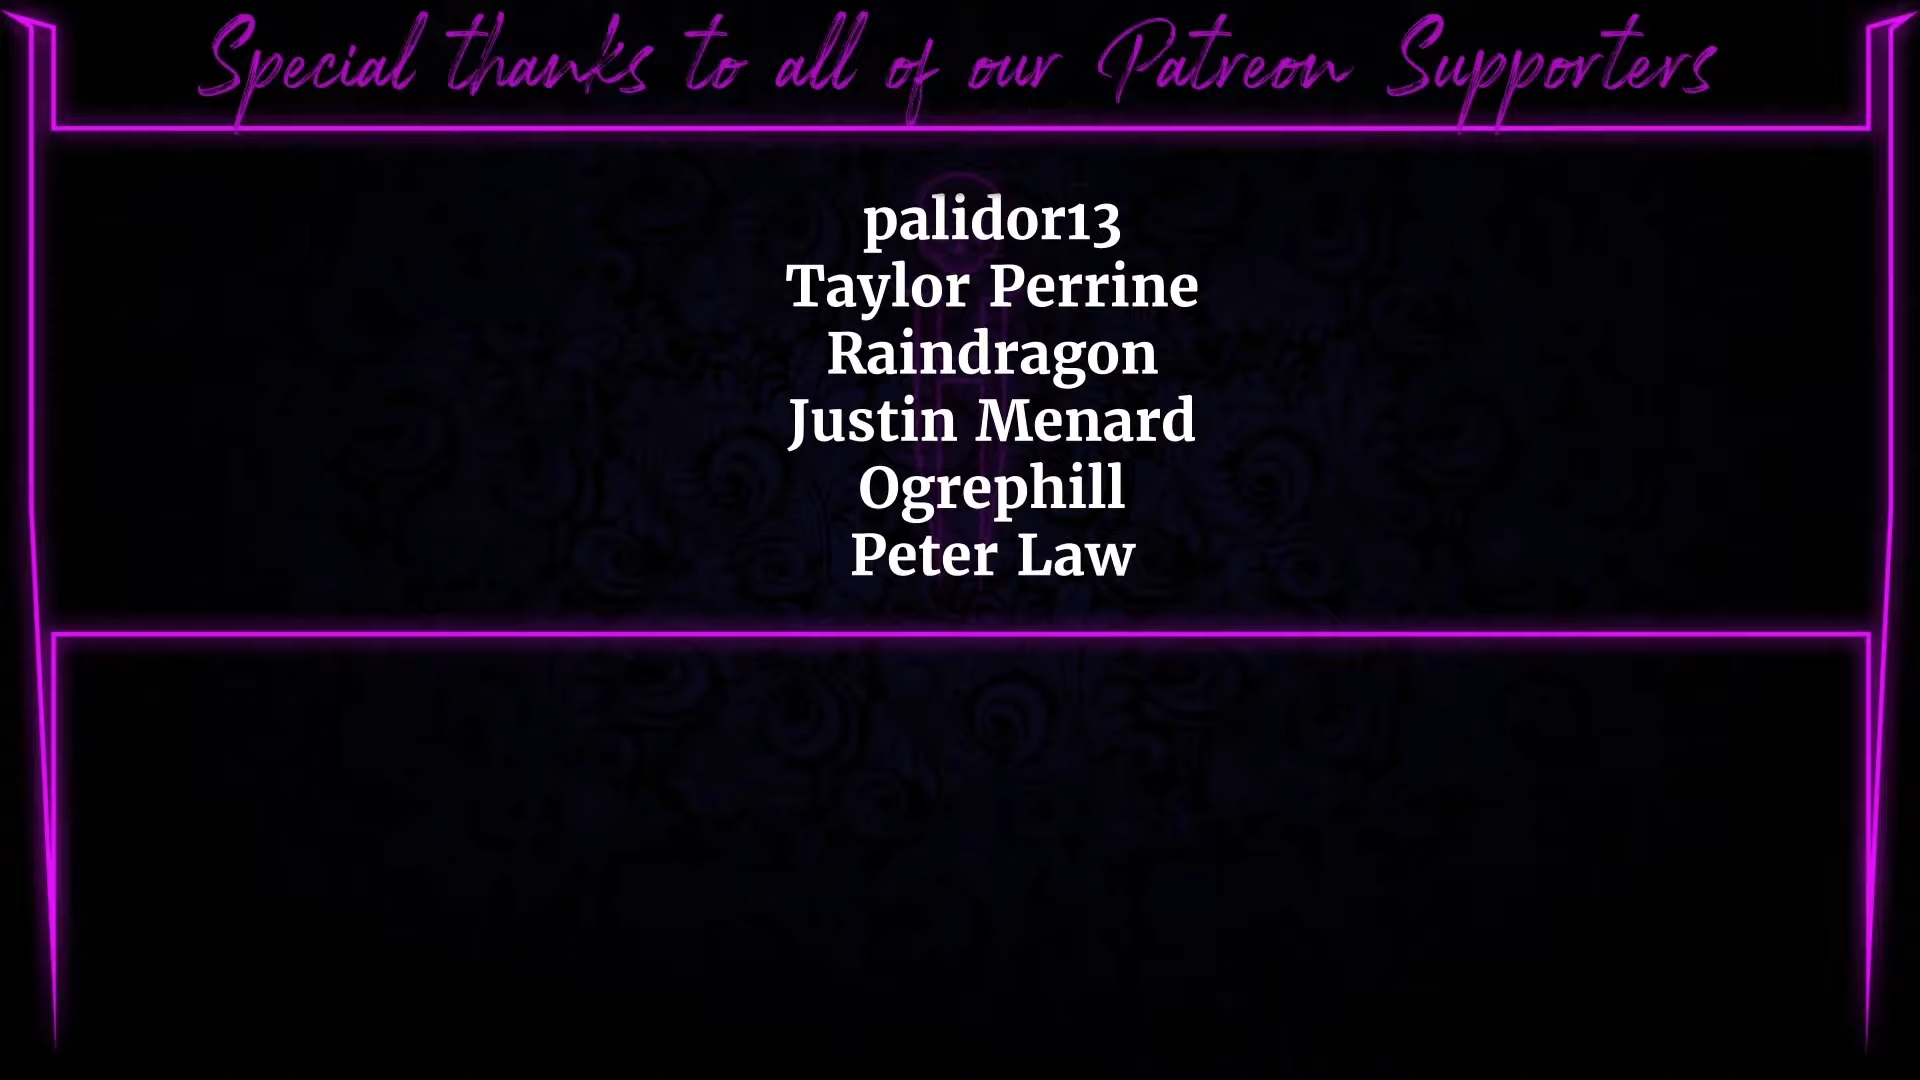 Special thanks to all of our Patreon Supporters
palidor13
Taylor Perrine
Raindragon
Justin Menard
Ogrephill
Peter Law